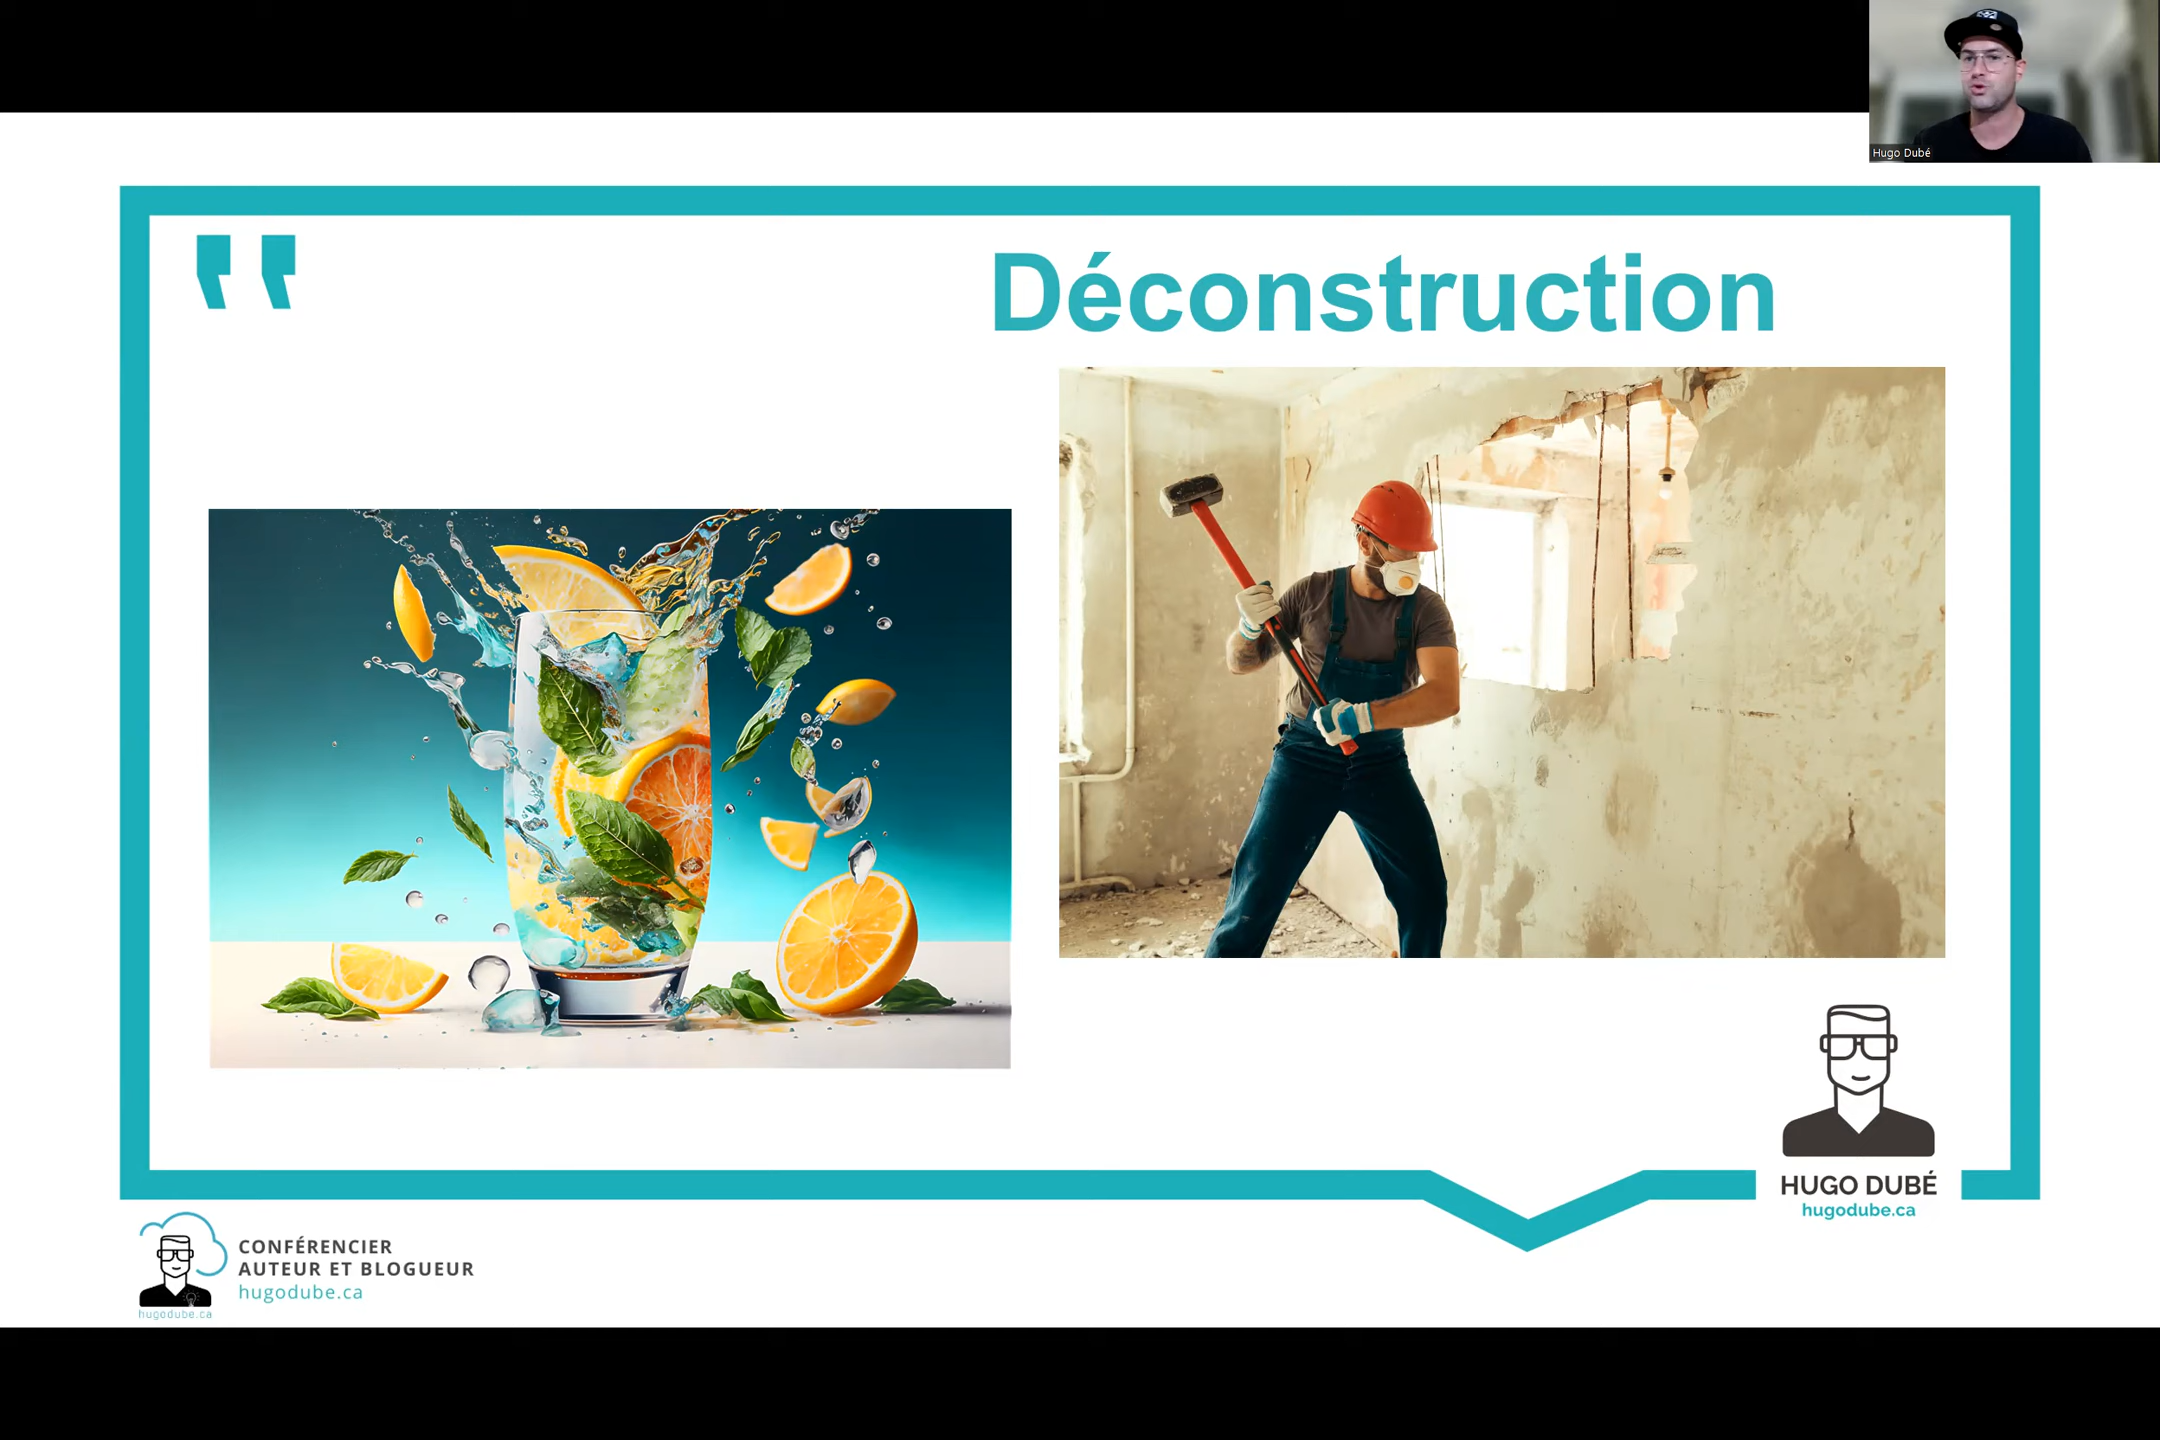 Hugo Dubé
Déconstruction
HUGO DUBÉ
hugodube.ca
CONFÉRENCIER
AUTEUR ET BLOGUEUR
hugodube.ca
hugodube.ca